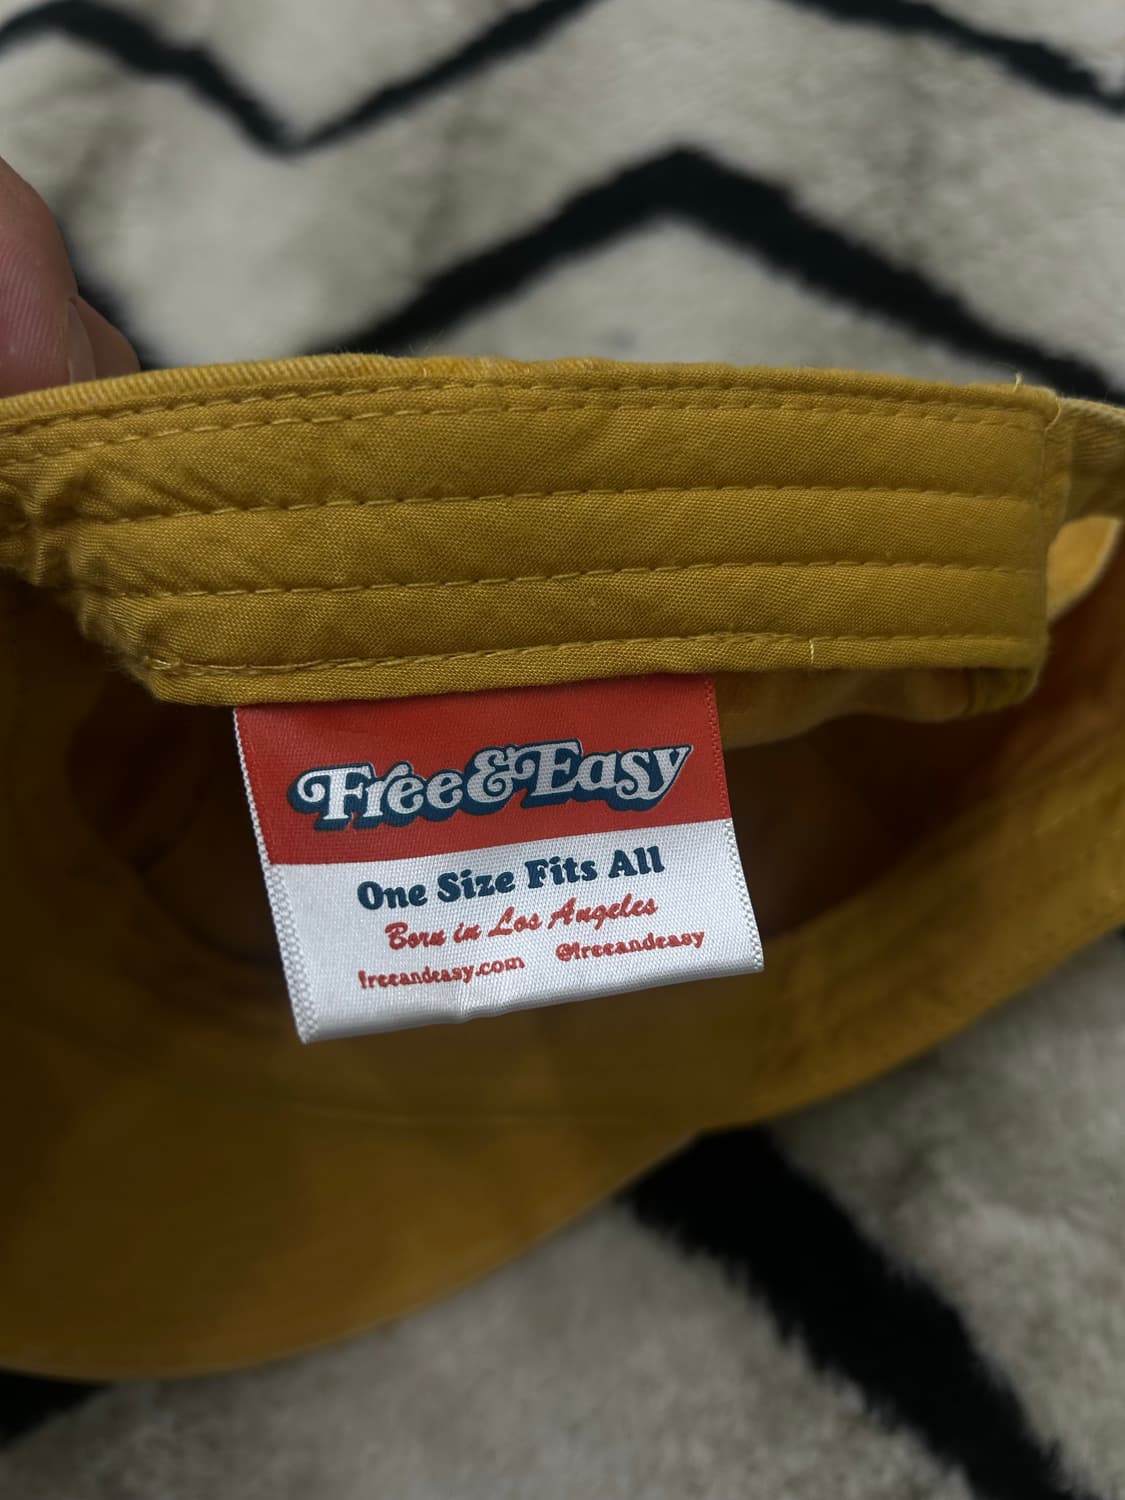 Free&Easy
One Size Fits All
Born in Los Angeles
freeandeasy.com @freeandeasy